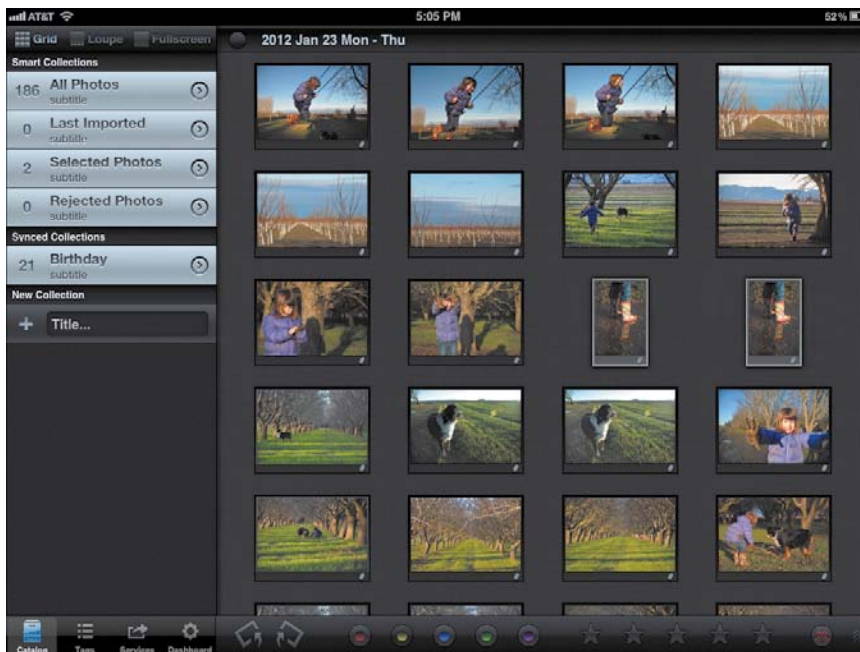 AT&T 5:05 PM 52%
Grid Loupe Fullscreen
2012 Jan 23 Mon - Thu
Smart Collections
186 All Photos
subtitle
0 Last Imported
subtitle
2 Selected Photos
subtitle
0 Rejected Photos
subtitle
Synced Collections
21 Birthday
subtitle
New Collection
+ Title...
Catalog Tags Services Dashboard